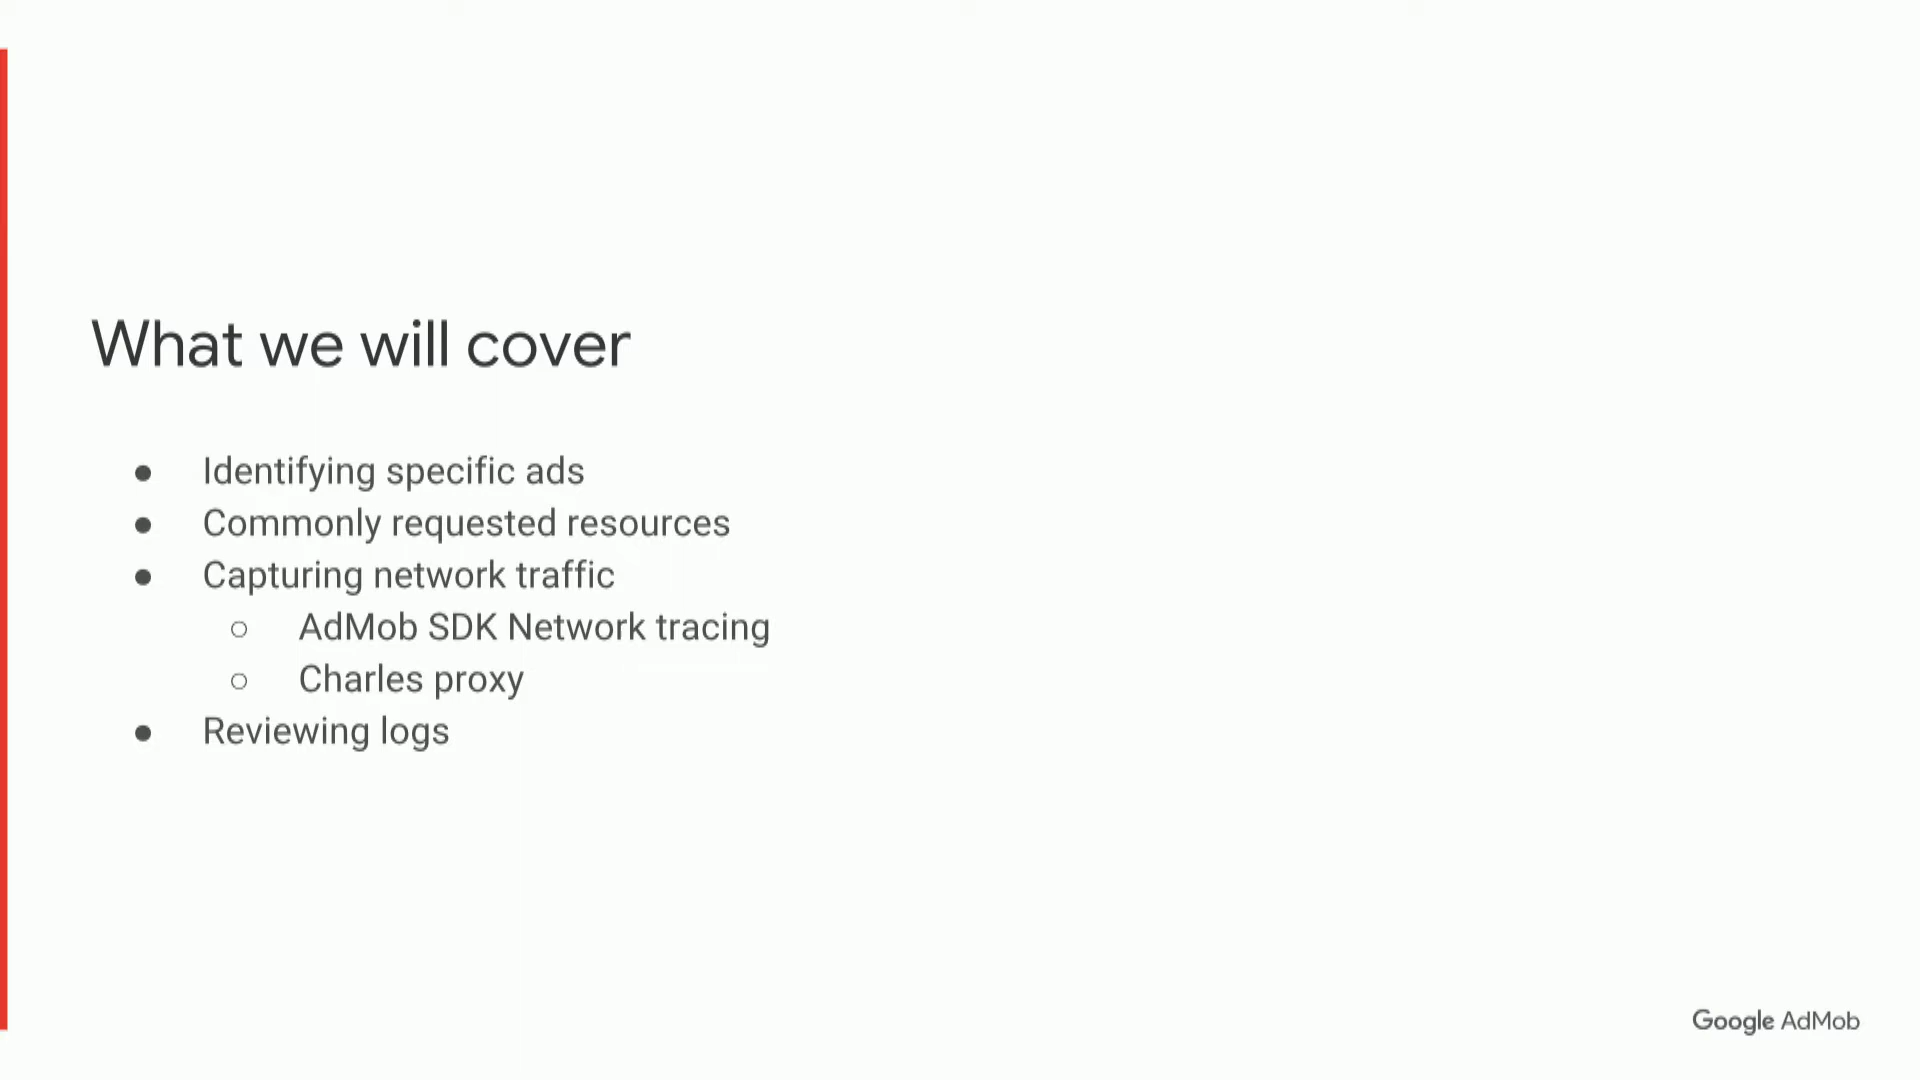 What we will cover
● Identifying specific ads
● Commonly requested resources
● Capturing network traffic
○ AdMob SDK Network tracing
○ Charles proxy
● Reviewing logs
Google AdMob